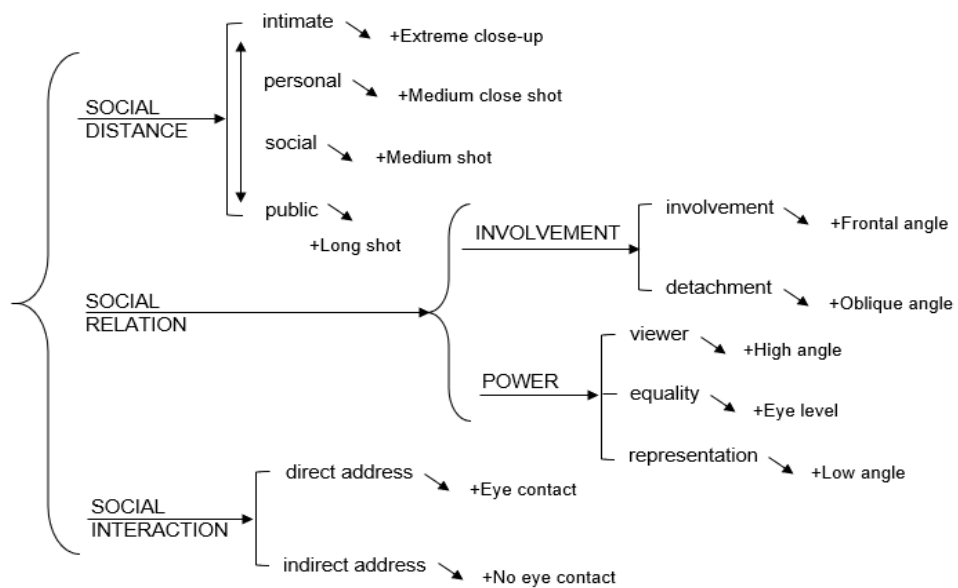 intimate
+Extreme close-up
personal
+Medium close shot
SOCIAL
DISTANCE
social
+Medium shot
public
+Long shot
SOCIAL
RELATION
INVOLVEMENT
involvement
+Frontal angle
detachment
+Oblique angle
POWER
viewer
+High angle
equality
+Eye level
representation
+Low angle
SOCIAL
INTERACTION
direct address
+Eye contact
indirect address
+No eye contact